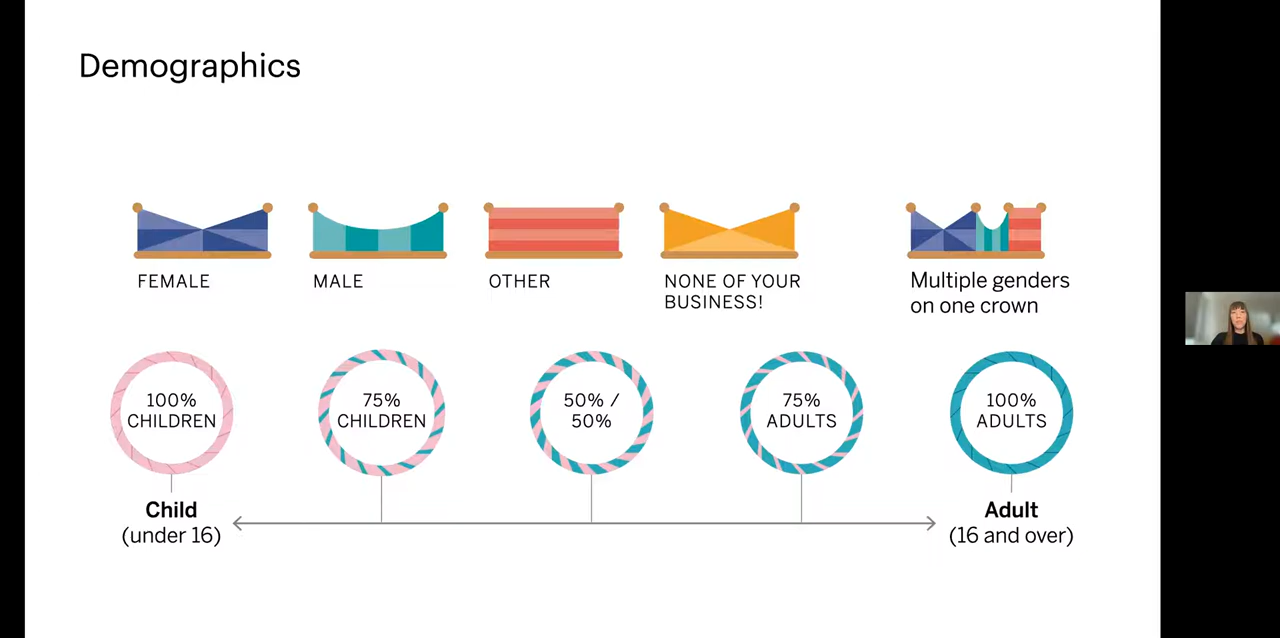 Demographics
FEMALE
MALE
OTHER
NONE OF YOUR
BUSINESS!
Multiple genders
on one crown
100%
CHILDREN
75%
CHILDREN
50% /
50%
75%
ADULTS
100%
ADULTS
Child
(under 16)
Adult
(16 and over)